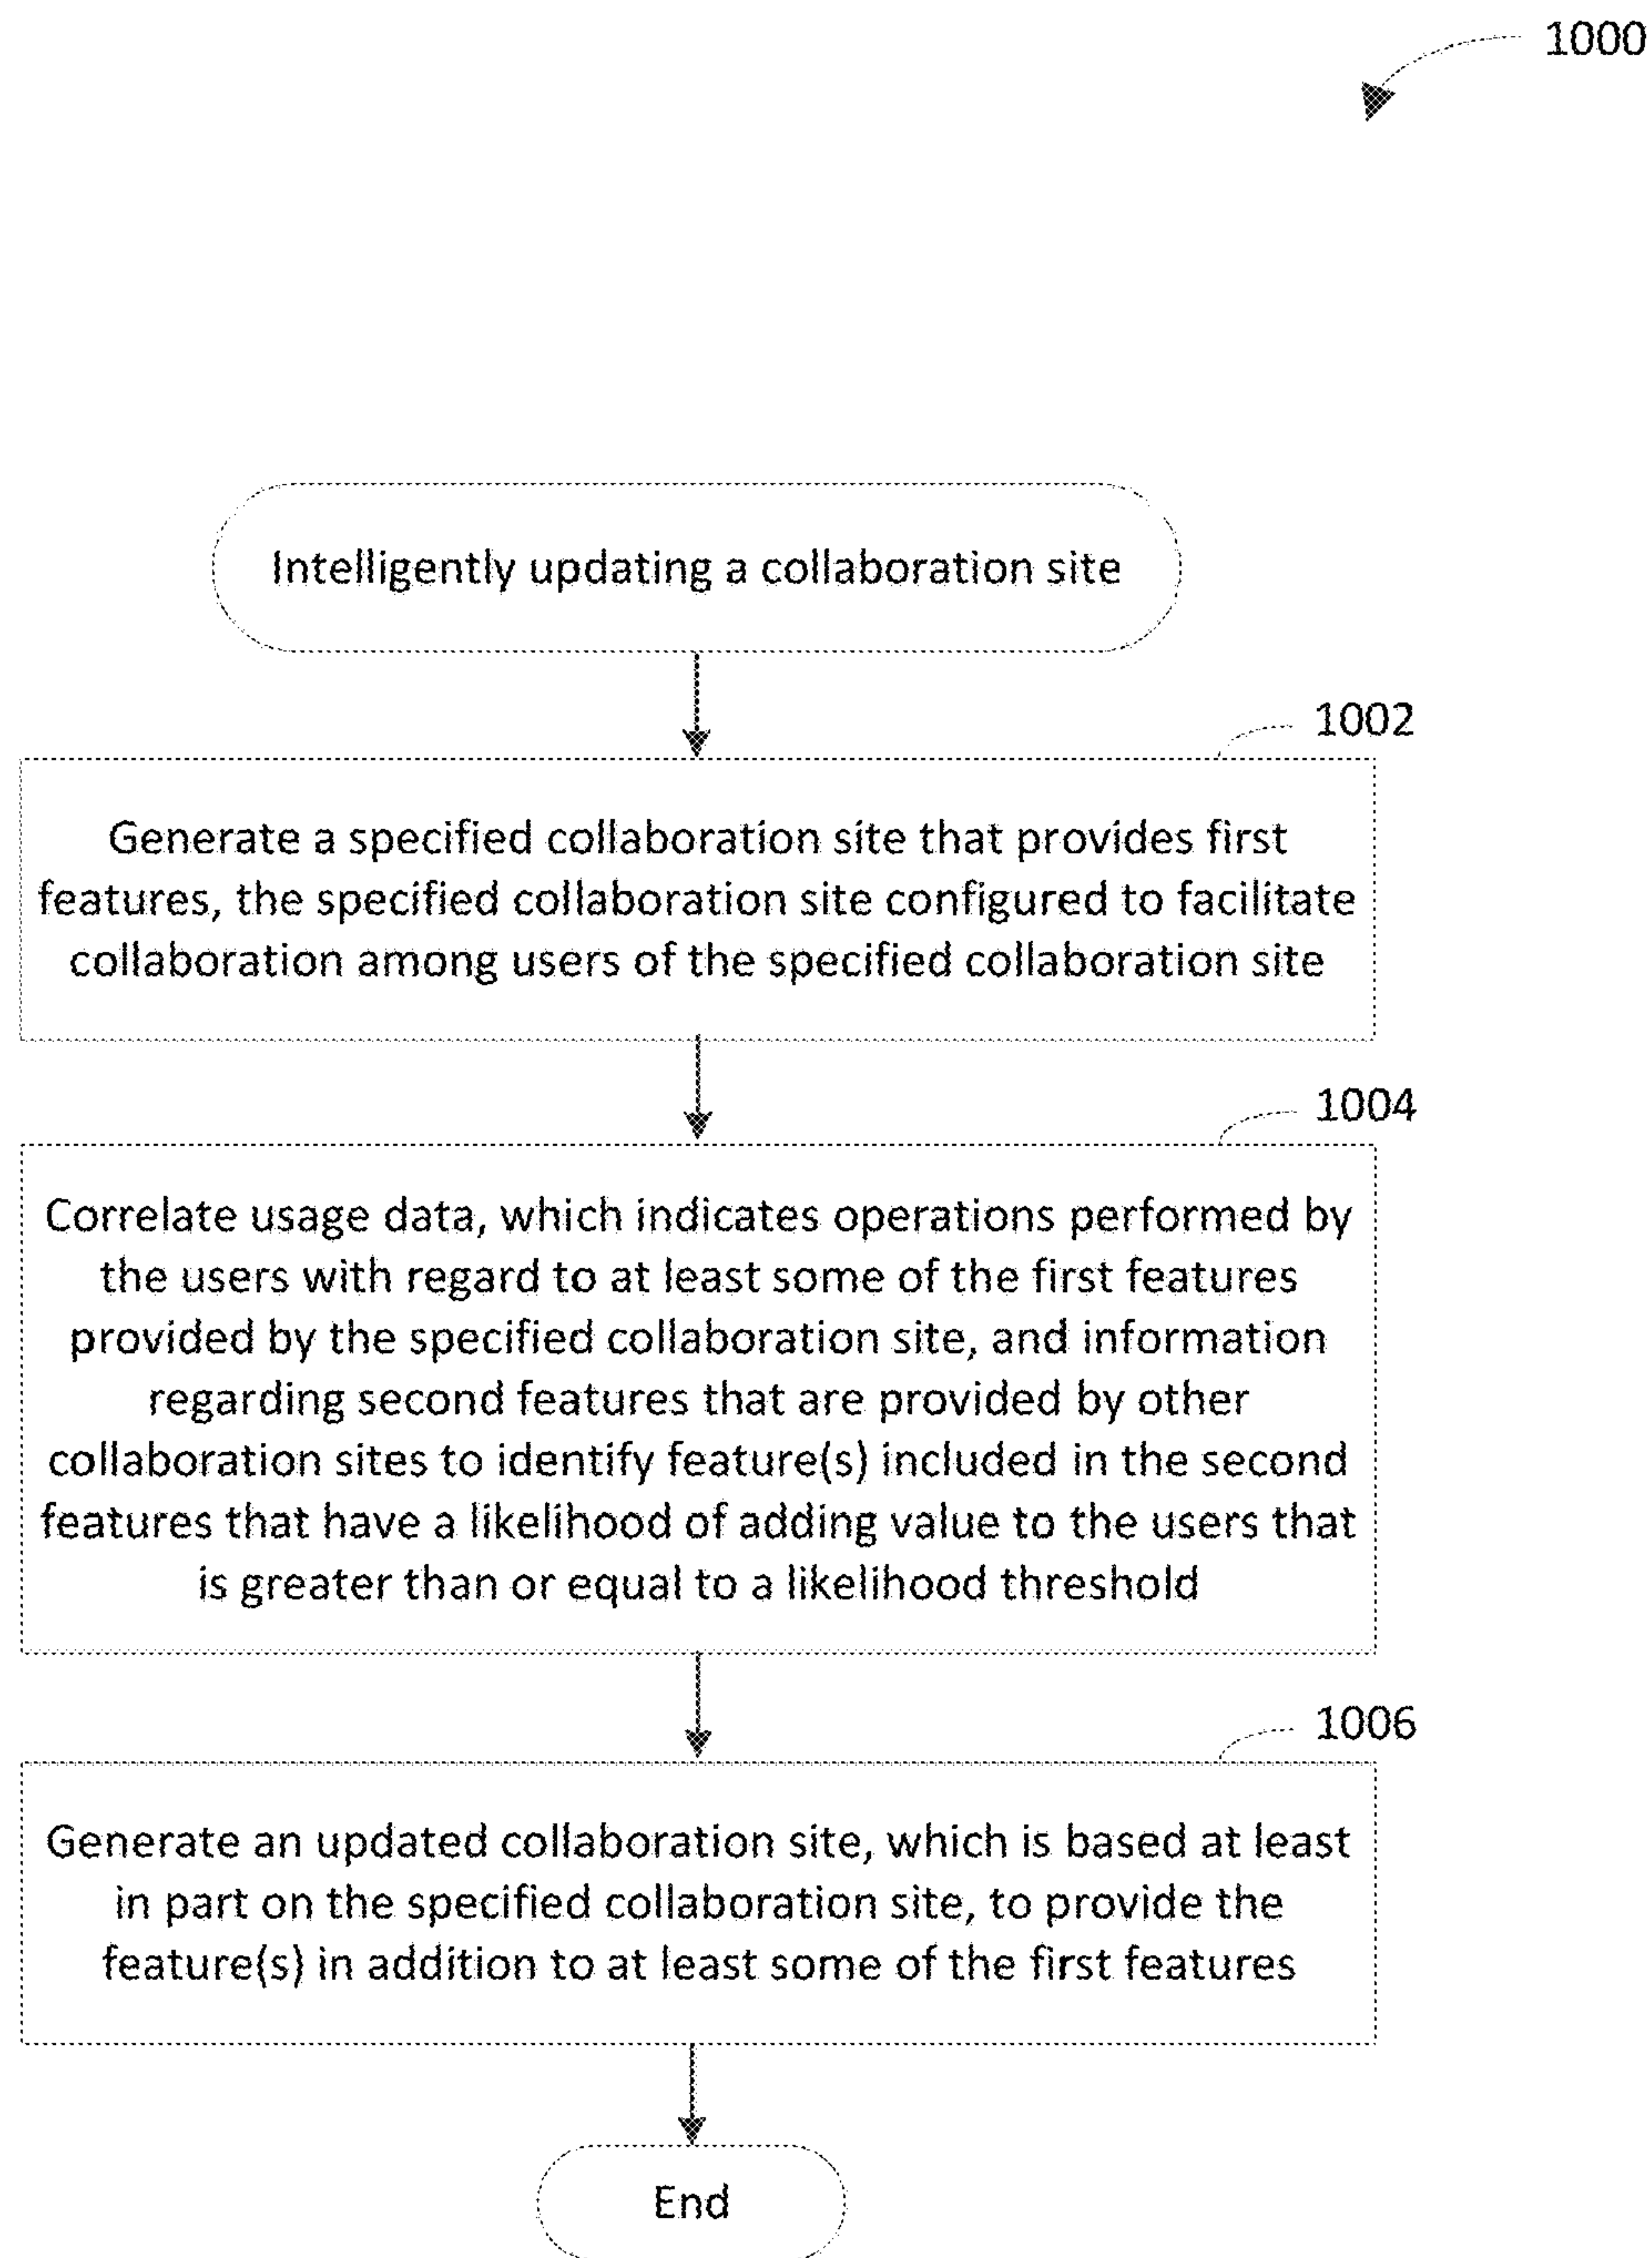 1000
Intelligently updating a collaboration site
1002
Generate a specified collaboration site that provides first
features, the specified collaboration site configured to facilitate
collaboration among users of the specified collaboration site
1004
Correlate usage data, which indicates operations performed by
the users with regard to at least some of the first features
provided by the specified collaboration site, and information
regarding second features that are provided by other
collaboration sites to identify feature(s) included in the second
features that have a likelihood of adding value to the users that
is greater than or equal to a likelihood threshold
1006
Generate an updated collaboration site, which is based at least
in part on the specified collaboration site, to provide the
feature(s) in addition to at least some of the first features
End